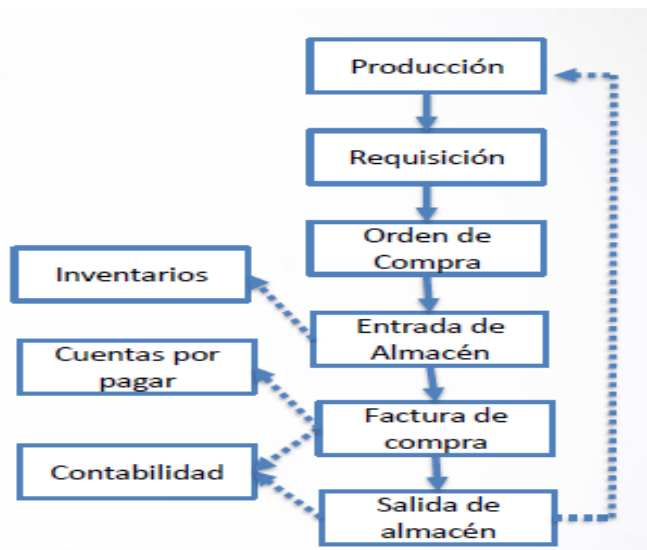 Producción
Requisición
Orden de
Compra
Inventarios
Entrada de
Almacén
Cuentas por
pagar
Factura de
compra
Contabilidad
Salida de
almacén